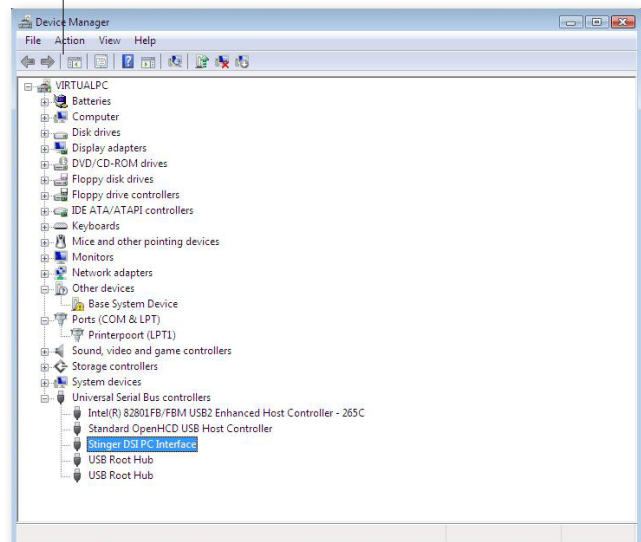 Device Manager
File Action View Help
VIRTUALPC
Batteries
Computer
Disk drives
Display adapters
DVD/CD-ROM drives
Floppy disk drives
Floppy drive controllers
IDE ATA/ATAPI controllers
Keyboards
Mice and other pointing devices
Monitors
Network adapters
Other devices
Base System Device
Ports (COM & LPT)
Printerpoort (LPT1)
Sound, video and game controllers
Storage controllers
System devices
Universal Serial Bus controllers
Intel(R) 82801FB/FBM USB2 Enhanced Host Controller - 265C
Standard OpenHCD USB Host Controller
Stinger DSI PC Interface
USB Root Hub
USB Root Hub